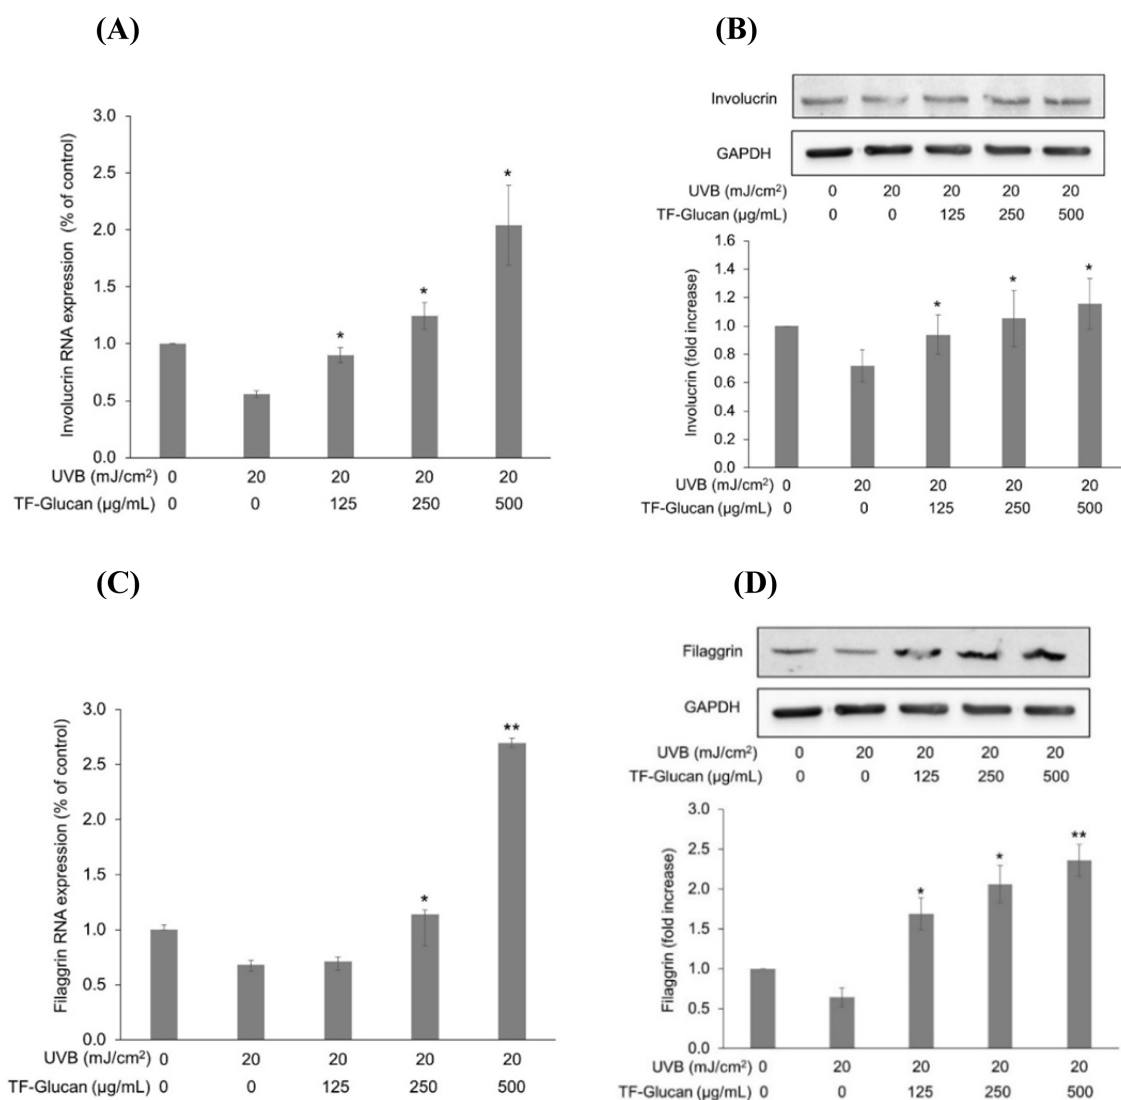 (A)
Involucrin RNA expression (% of control)
3.0
2.5
2.0
1.5
1.0
0.5
0.0
*
*
*
UVB (mJ/cm²) 0 20 20 20 20
TF-Glucan (µg/mL) 0 0 125 250 500
(B)
Involucrin
GAPDH
UVB (mJ/cm²) 0 20 20 20 20
TF-Glucan (µg/mL) 0 0 125 250 500
Involucrin (fold increase)
1.6
1.4
1.2
1.0
0.8
0.6
0.4
0.2
0.0
*
*
*
UVB (mJ/cm²) 0 20 20 20 20
TF-Glucan (µg/mL) 0 0 125 250 500
(C)
Filaggrin RNA expression (% of control)
3.0
2.5
2.0
1.5
1.0
0.5
0.0
*
**
UVB (mJ/cm²) 0 20 20 20 20
TF-Glucan (µg/mL) 0 0 125 250 500
(D)
Filaggrin
GAPDH
UVB (mJ/cm²) 0 20 20 20 20
TF-Glucan (µg/mL) 0 0 125 250 500
Filaggrin (fold increase)
3.0
2.5
2.0
1.5
1.0
0.5
0.0
*
*
**
UVB (mJ/cm²) 0 20 20 20 20
TF-Glucan (µg/mL) 0 0 125 250 500